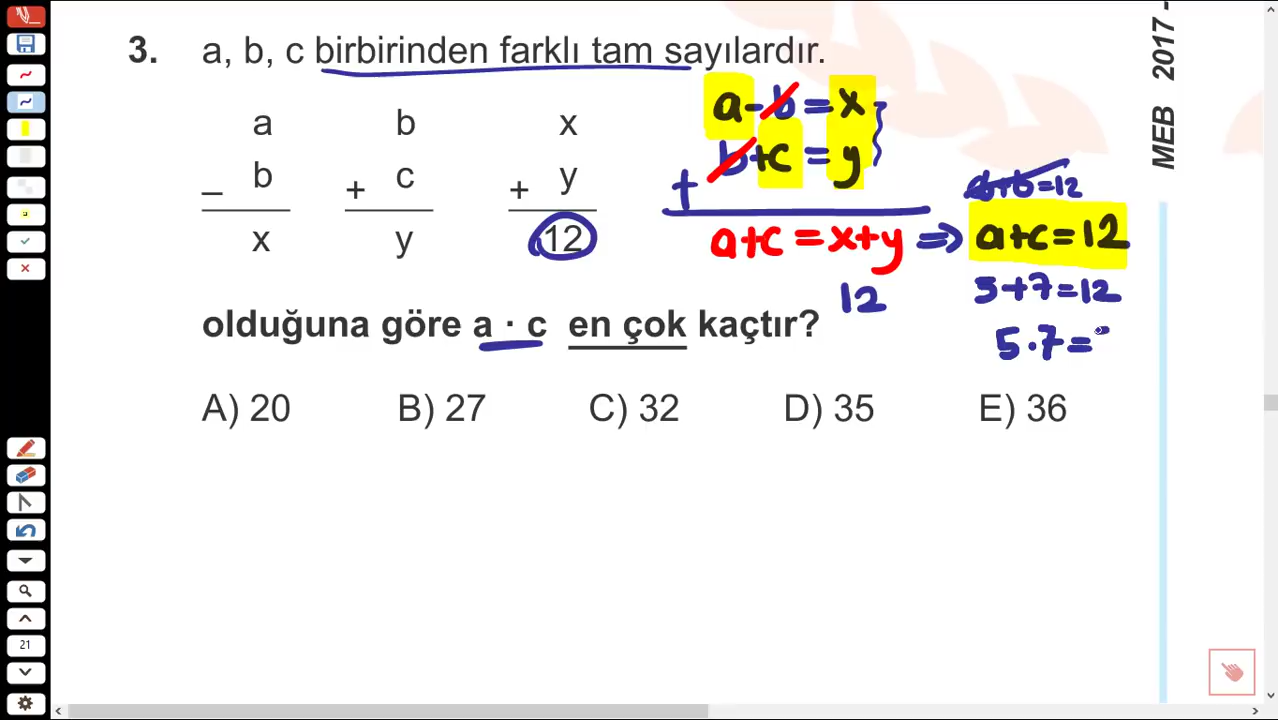 3. a, b, c birbirinden farklı tam sayılardır.
a
− b
x
b
+ c
y
x
+ y
12
a-b=x
b+c=y
+
a+c=x+y ⇒ a+c=12
12
a+b=12
5+7=12
5·7=
olduğuna göre a · c en çok kaçtır?
A) 20 B) 27 C) 32 D) 35 E) 36
MEB 2017 -
21